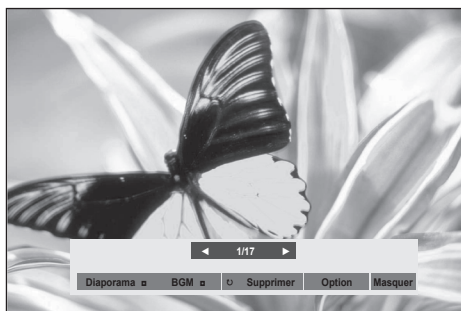 ◄ 1/17 ►
Diaporama ◘ BGM ◘ ↻ Supprimer Option Masquer